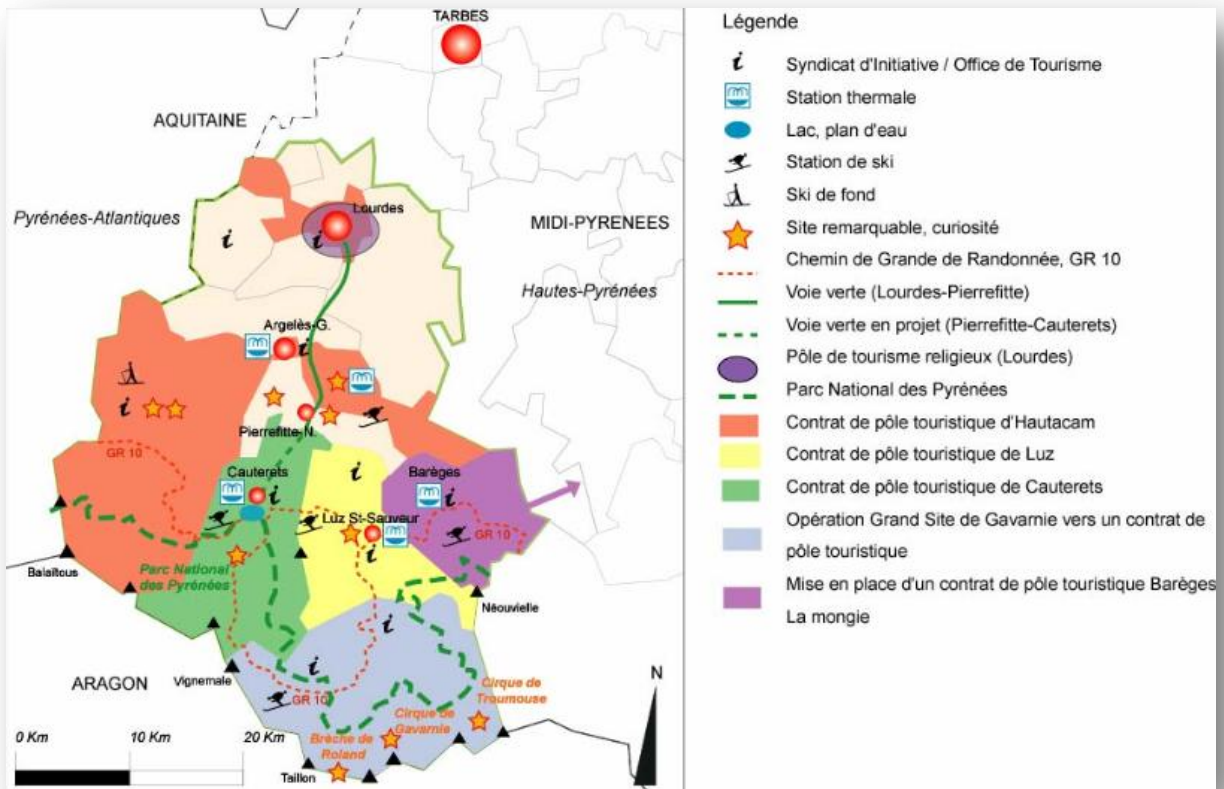 TARBES
AQUITAINE
Pyrénées-Atlantiques
Lourdes
MIDI-PYRENEES
Hautes-Pyrénées
Argelès-G.
Pierrefitte-N.
GR 10
Cauterets
Barèges
Luz St-Sauveur
GR 10
Balaïtous
Parc National
des Pyrénées
Néouvielle
ARAGON
Vignemale
GR 10
Cirque de
Troumouse
Cirque de
Gavarnie
Brèche de
Roland
Taillon
N
0 Km
10 Km
20 Km
Légende
Syndicat d'Initiative / Office de Tourisme
Station thermale
Lac, plan d'eau
Station de ski
Ski de fond
Site remarquable, curiosité
Chemin de Grande de Randonnée, GR 10
Voie verte (Lourdes-Pierrefitte)
Voie verte en projet (Pierrefitte-Cauterets)
Pôle de tourisme religieux (Lourdes)
Parc National des Pyrénées
Contrat de pôle touristique d'Hautacam
Contrat de pôle touristique de Luz
Contrat de pôle touristique de Cauterets
Opération Grand Site de Gavarnie vers un contrat de
pôle touristique
Mise en place d'un contrat de pôle touristique Barèges
La mongie